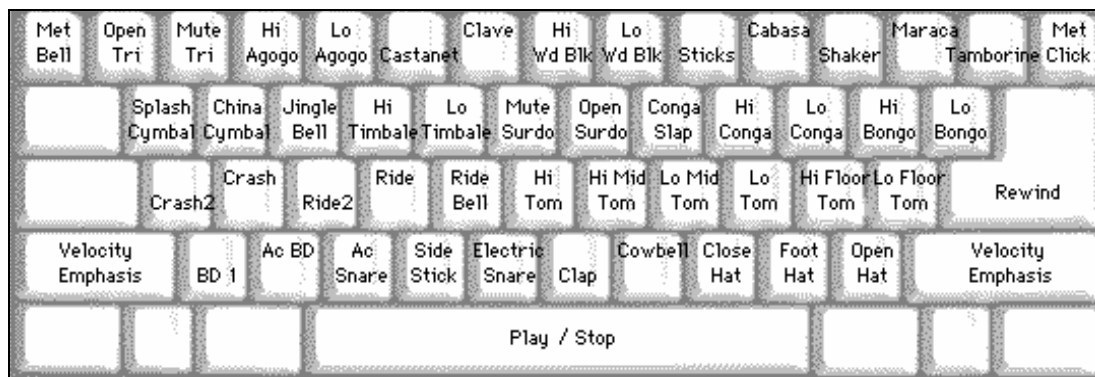 Met
Bell
Open
Tri
Mute
Tri
Hi
Agogo
Lo
Agogo
Castanet
Clave
Hi
Wd Blk
Lo
Wd Blk
Sticks
Cabasa
Shaker
Maraca
Tamborine
Met
Click
Splash
Cymbal
China
Cymbal
Jingle
Bell
Hi
Timbale
Lo
Timbale
Mute
Surdo
Open
Surdo
Conga
Slap
Hi
Conga
Lo
Conga
Hi
Bongo
Lo
Bongo
Crash2
Crash
Ride2
Ride
Ride
Bell
Hi
Tom
Hi Mid
Tom
Lo Mid
Tom
Lo
Tom
Hi Floor
Tom
Lo Floor
Tom
Rewind
Velocity
Emphasis
BD 1
Ac BD
Ac
Snare
Side
Stick
Electric
Snare
Clap
Cowbell
Close
Hat
Foot
Hat
Open
Hat
Velocity
Emphasis
Play / Stop